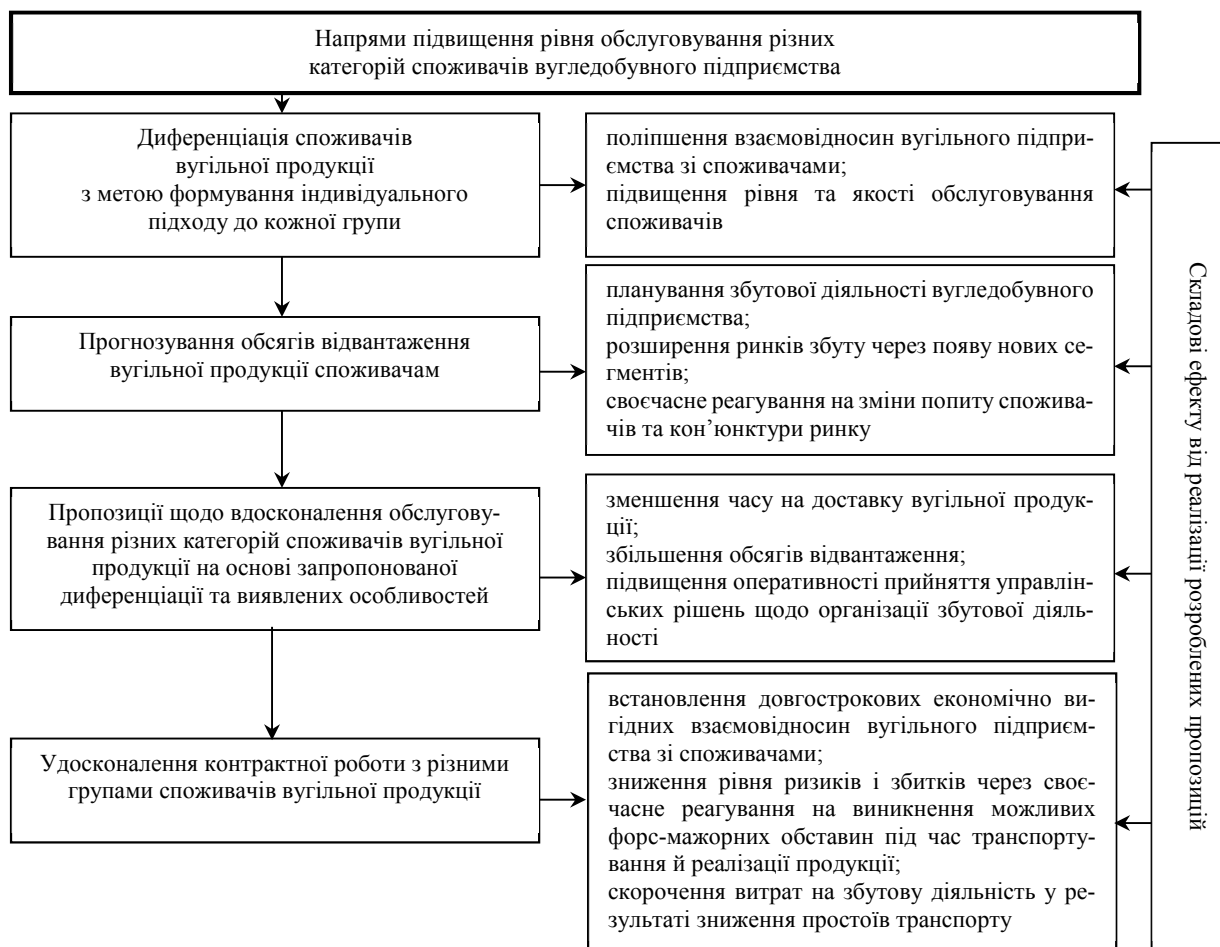 Напрями підвищення рівня обслуговування різних
категорій споживачів вугледобувного підприємства
Диференціація споживачів
вугільної продукції
з метою формування індивідуального
підходу до кожної групи
поліпшення взаємовідносин вугільного підпри-
ємства зі споживачами;
підвищення рівня та якості обслуговування
споживачів
Прогнозування обсягів відвантаження
вугільної продукції споживачам
планування збутової діяльності вугледобувного
підприємства;
розширення ринків збуту через появу нових се-
гментів;
своєчасне реагування на зміни попиту спожива-
чів та кон’юнктури ринку
Пропозиції щодо вдосконалення обслугову-
вання різних категорій споживачів вугільної
продукції на основі запропонованої
диференціації та виявлених особливостей
зменшення часу на доставку вугільної продук-
ції;
збільшення обсягів відвантаження;
підвищення оперативності прийняття управлін-
ських рішень щодо організації збутової діяль-
ності
Удосконалення контрактної роботи з різними
групами споживачів вугільної продукції
встановлення довгострокових економічно ви-
гідних взаємовідносин вугільного підприєм-
ства зі споживачами;
зниження рівня ризиків і збитків через своє-
часне реагування на виникнення можливих
форс-мажорних обставин під час транспорту-
вання й реалізації продукції;
скорочення витрат на збутову діяльність у ре-
зультаті зниження простоїв транспорту
Складові ефекту від реалізації розроблених пропозицій